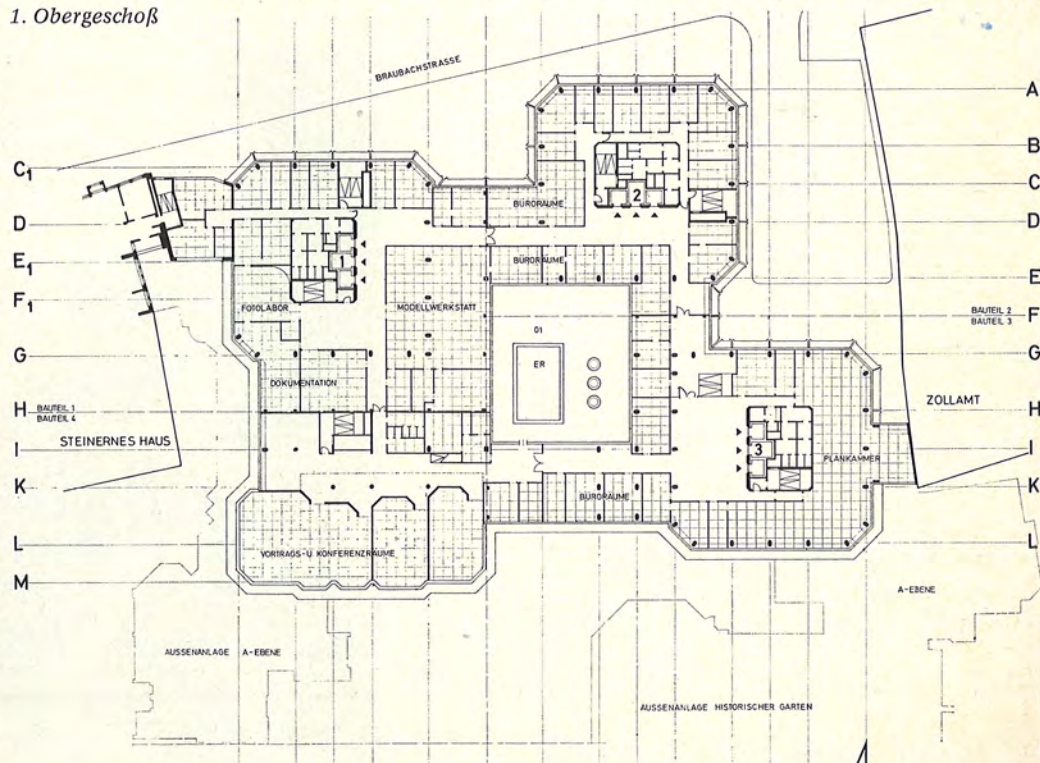 1. Obergeschoß
BRAUBACHSTRASSE
A
B
C₁
C
2
D
BÜRORÄUME
D
1
E₁
BÜRORÄUME
E
F₁
FOTOLABOR
MODELLWERKSTATT
BAUTEIL 2
F
BAUTEIL 3
01
G
G
ER
DOKUMENTATION
H
BAUTEIL 1
BAUTEIL 4
ZOLLAMT
H
STEINERNES HAUS
I
3
PLANKAMMER
I
K
BÜRORÄUME
K
L
VORTRAGS-U KONFERENZRÄUME
L
M
A-EBENE
AUSSENANLAGE A-EBENE
AUSSENANLAGE HISTORISCHER GARTEN